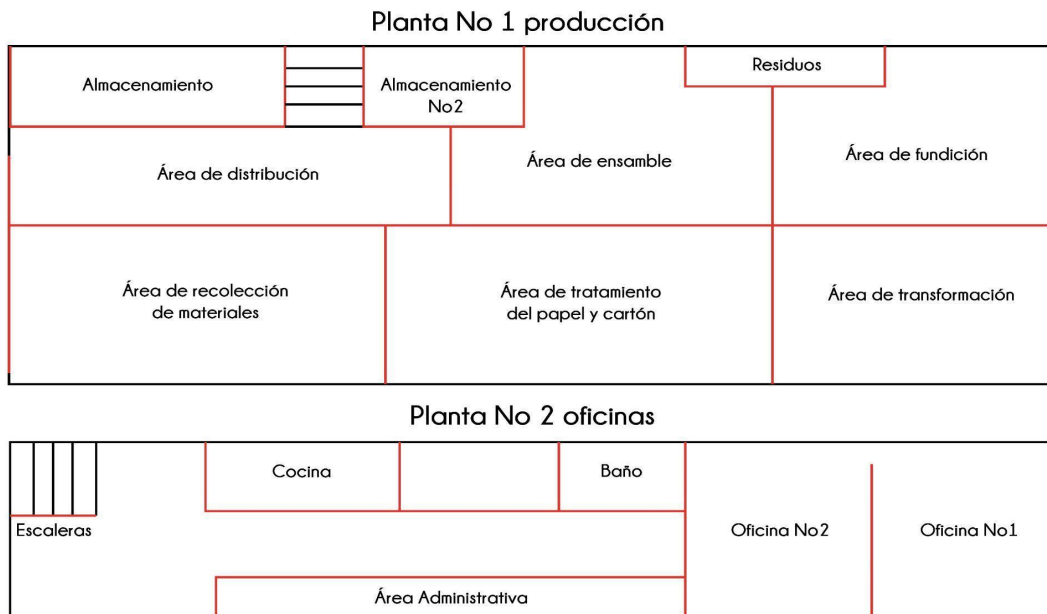 Planta No 1 producción
Almacenamiento
Almacenamiento
No2
Residuos
Área de distribución
Área de ensamble
Área de fundición
Área de recolección
de materiales
Área de tratamiento
del papel y cartón
Área de transformación
Planta No 2 oficinas
Cocina
Baño
Escaleras
Oficina No2
Oficina No1
Área Administrativa